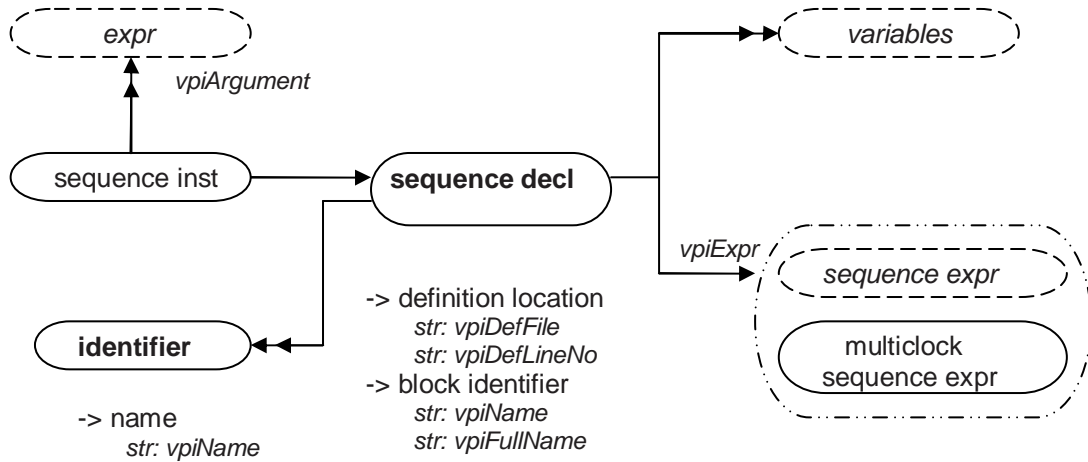 expr
variables
vpiArgument
sequence inst
sequence decl
vpiExpr
sequence expr
multiclock
sequence expr
-> definition location
str: vpiDefFile
str: vpiDefLineNo
-> block identifier
str: vpiName
str: vpiFullName
identifier
-> name
str: vpiName